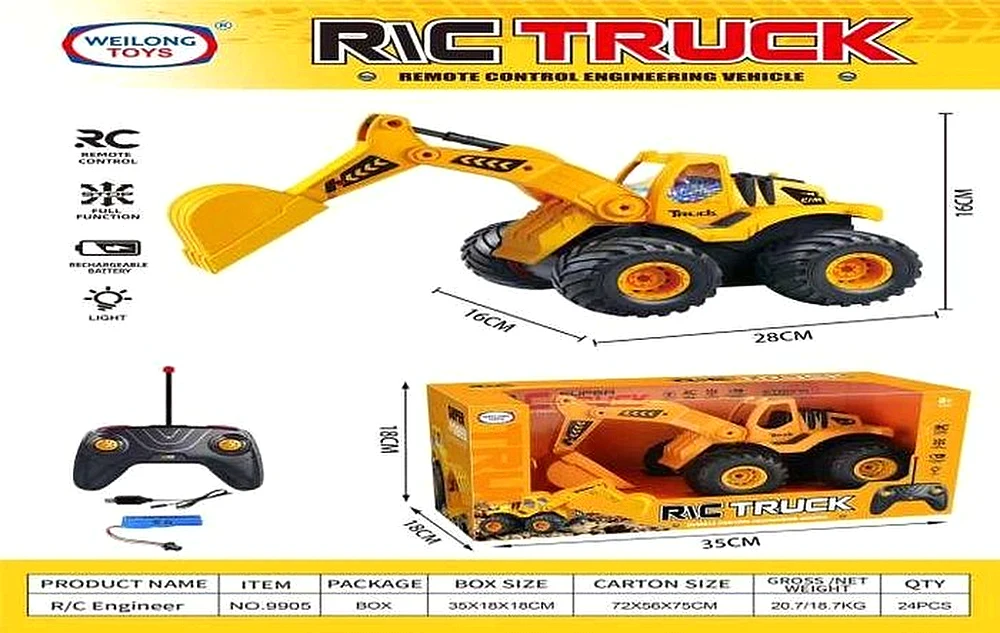 WEILONG
TOYS
®
R\C TRUCK
REMOTE CONTROL ENGINEERING VEHICLE
RC
REMOTE
CONTROL
STOP
FULL
FUNCTION
RECHARGEABLE
BATTERY
LIGHT
Truck
16CM
16CM
28CM
18CM
18CM
35CM
SUPER
R\C TRUCK
PRODUCT NAME ITEM PACKAGE BOX SIZE CARTON SIZE GROSS /NET WEIGHT QTY
R/C Engineer NO.9905 BOX 35X18X18CM 72X56X75CM 20.7/18.7KG 24PCS